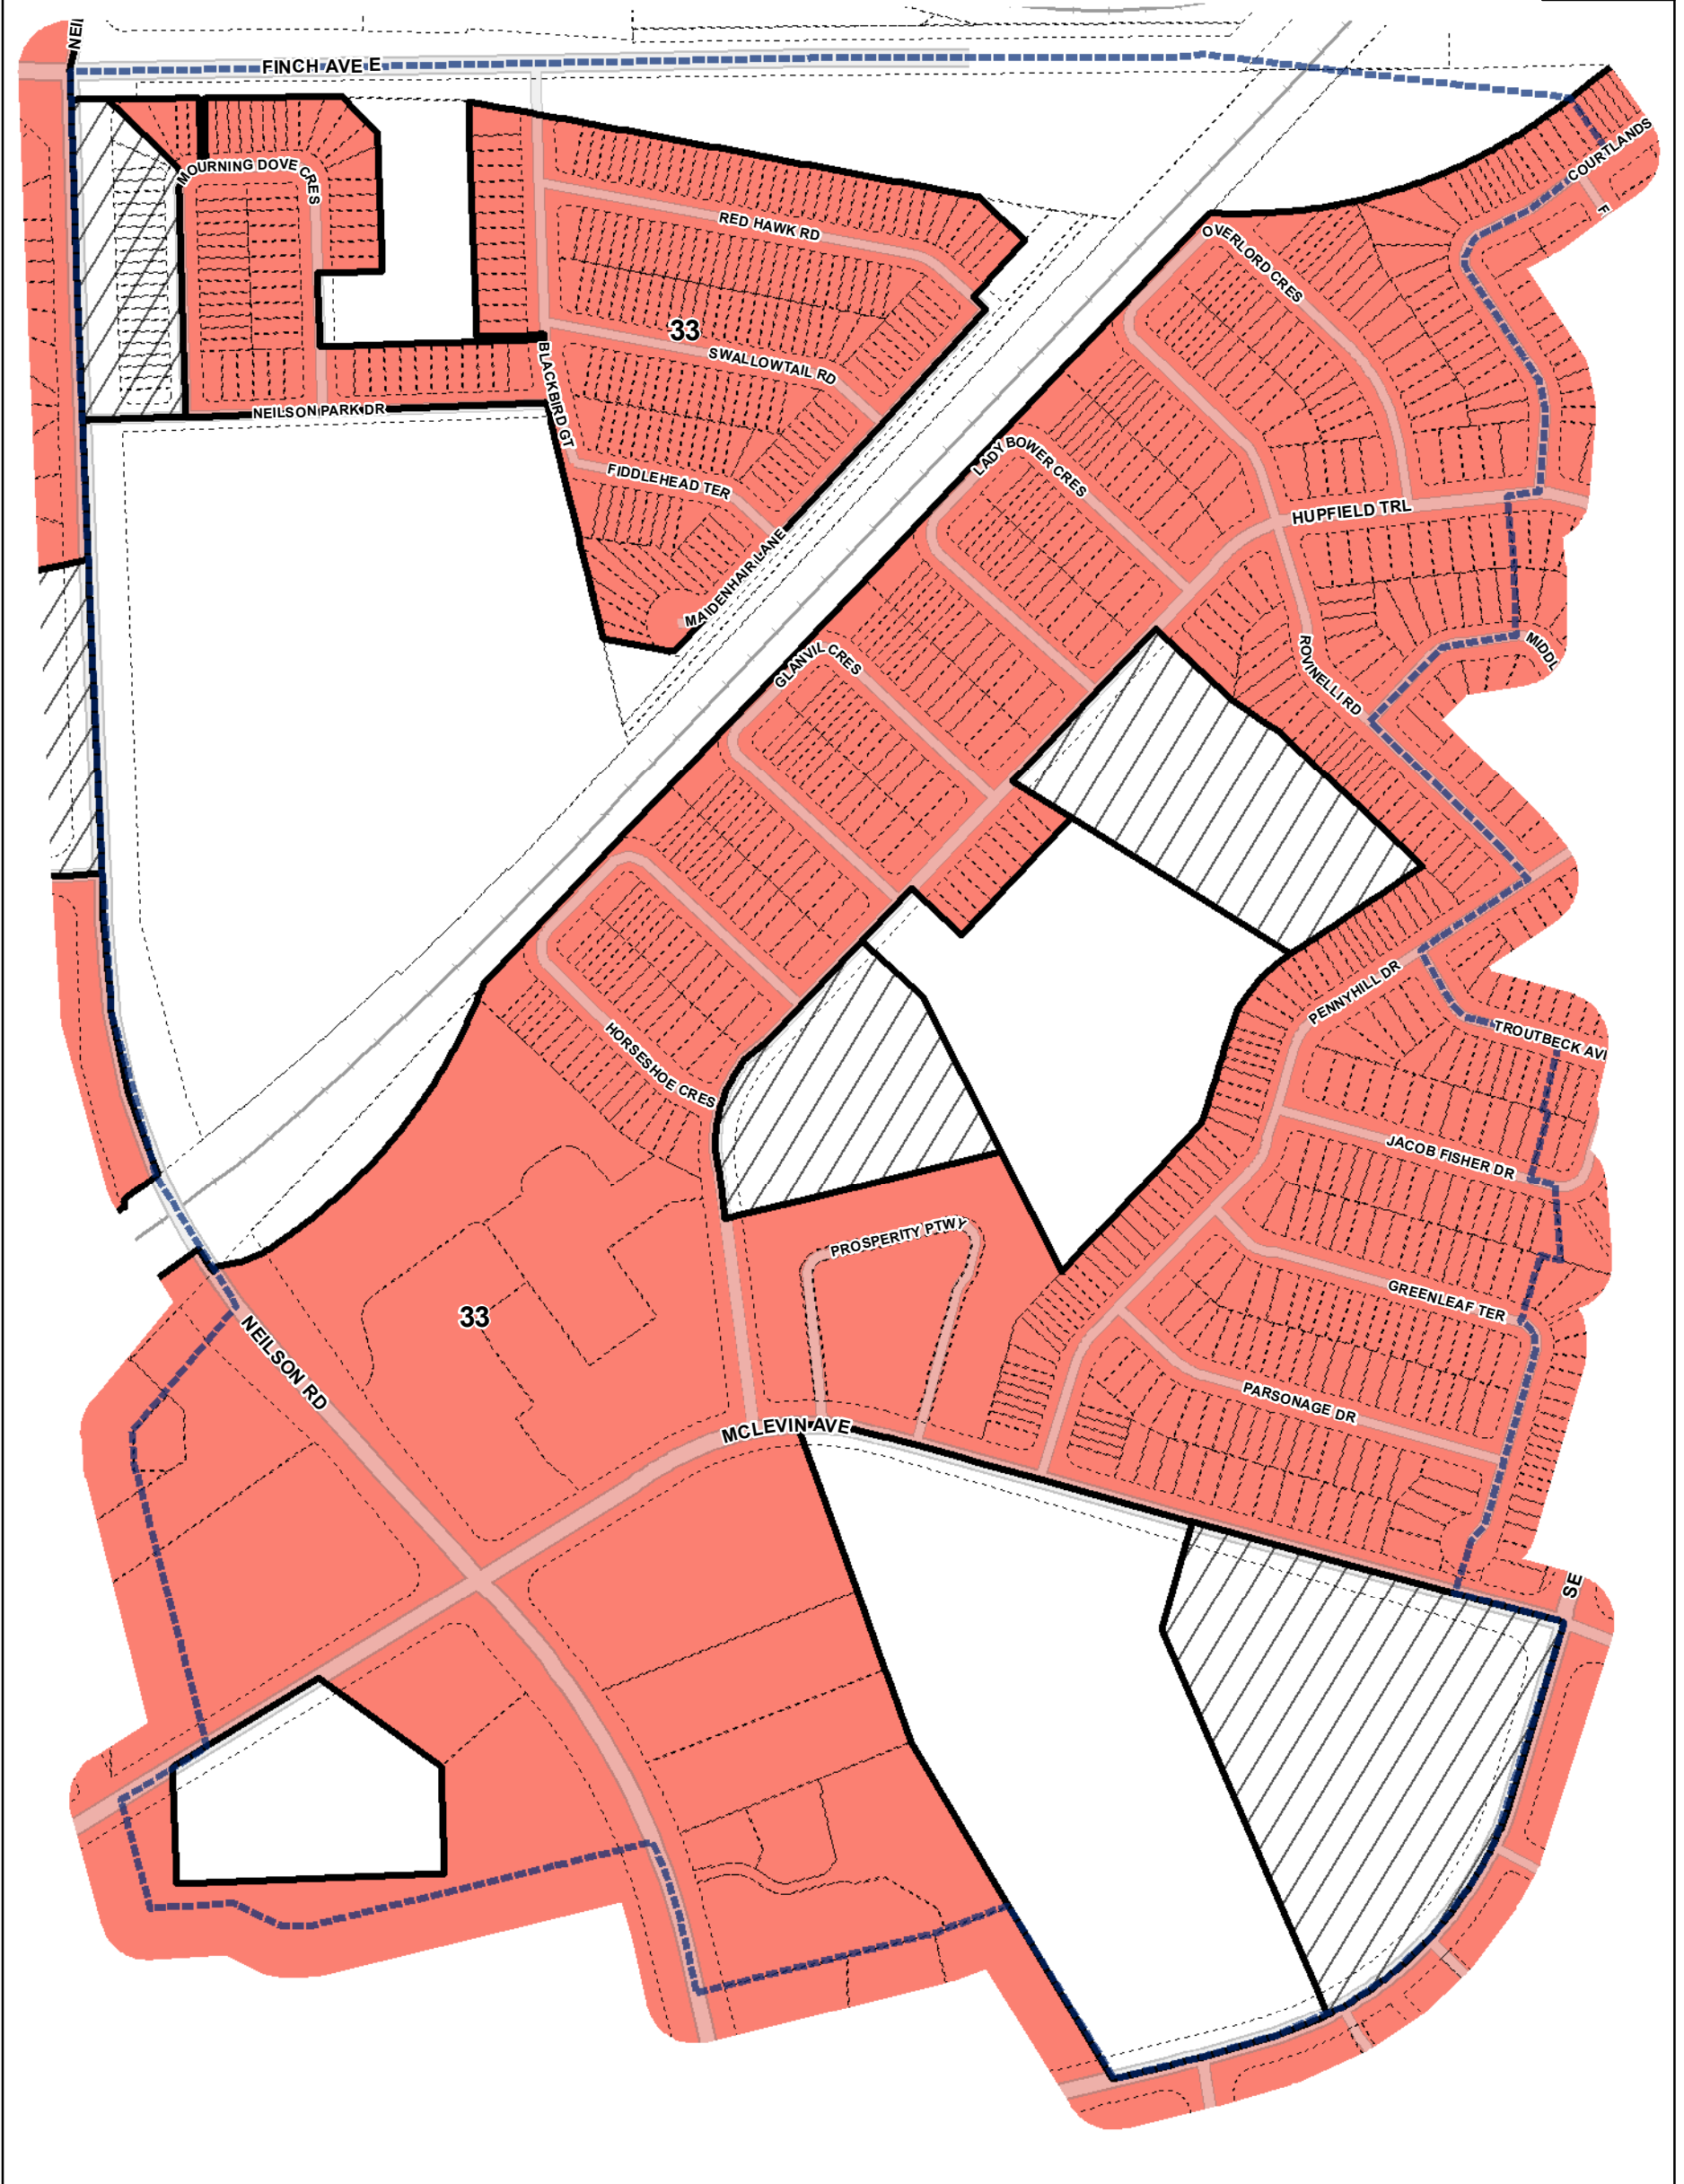 NEIL
FINCH AVE E
COURTLANDS
MOURNING DOVE CRES
F
RED HAWK RD
OVERLORD CRES
33
SWALLOWTAIL RD
BLACKBIRD GT
NEILSON PARK DR
LADY BOWER CRES
FIDDLEHEAD TER
HUPFIELD TRL
MAIDENHAIR LANE
GLANVIL CRES
ROVINELLI RD
MIDDL
PENNYHILL DR
HORSESHOE CRES
TROUTBECK AV
JACOB FISHER DR
PROSPERITY PTWY
33
GREENLEAF TER
NEILSON RD
PARSONAGE DR
MCLEVIN AVE
SE